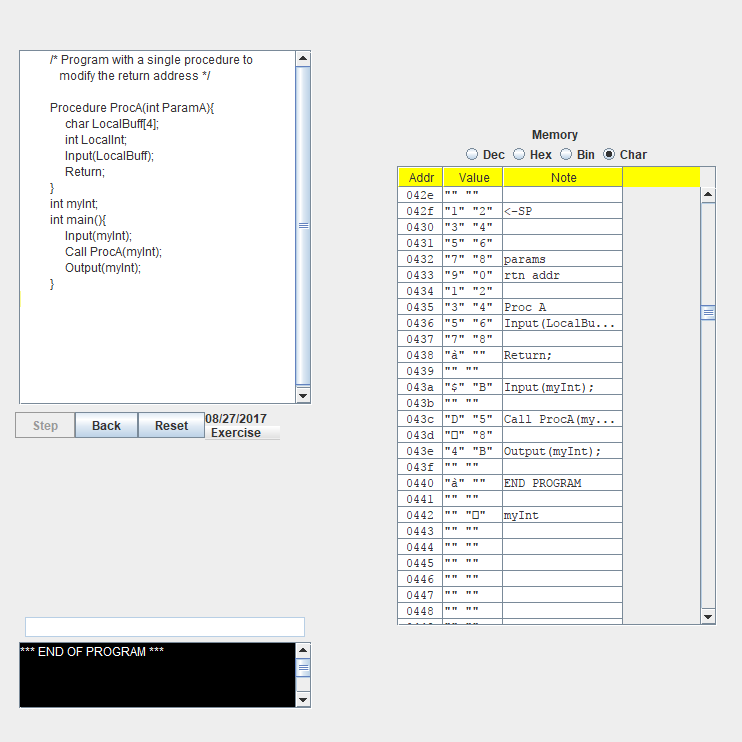 /* Program with a single procedure to
modify the return address */
Procedure ProcA(int ParamA){
char LocalBuff[4];
int LocalInt;
Input(LocalBuff);
Return;
}
int myInt;
int main(){
Input(myInt);
Call ProcA(myInt);
Output(myInt);
}
Step Back Reset 08/27/2017
Exercise
*** END OF PROGRAM ***
Memory
Dec Hex Bin Char
Addr Value Note
042e "" ""
042f "1" "2" <-SP
0430 "3" "4"
0431 "5" "6"
0432 "7" "8" params
0433 "9" "0" rtn addr
0434 "1" "2"
0435 "3" "4" Proc A
0436 "5" "6" Input(LocalBu...
0437 "7" "8"
0438 "à" "" Return;
0439 "" ""
043a "$" "B" Input(myInt);
043b "" ""
043c "D" "5" Call ProcA(my...
043d "□" "8"
043e "4" "B" Output(myInt);
043f "" ""
0440 "à" "" END PROGRAM
0441 "" ""
0442 "" "□" myInt
0443 "" ""
0444 "" ""
0445 "" ""
0446 "" ""
0447 "" ""
0448 "" ""